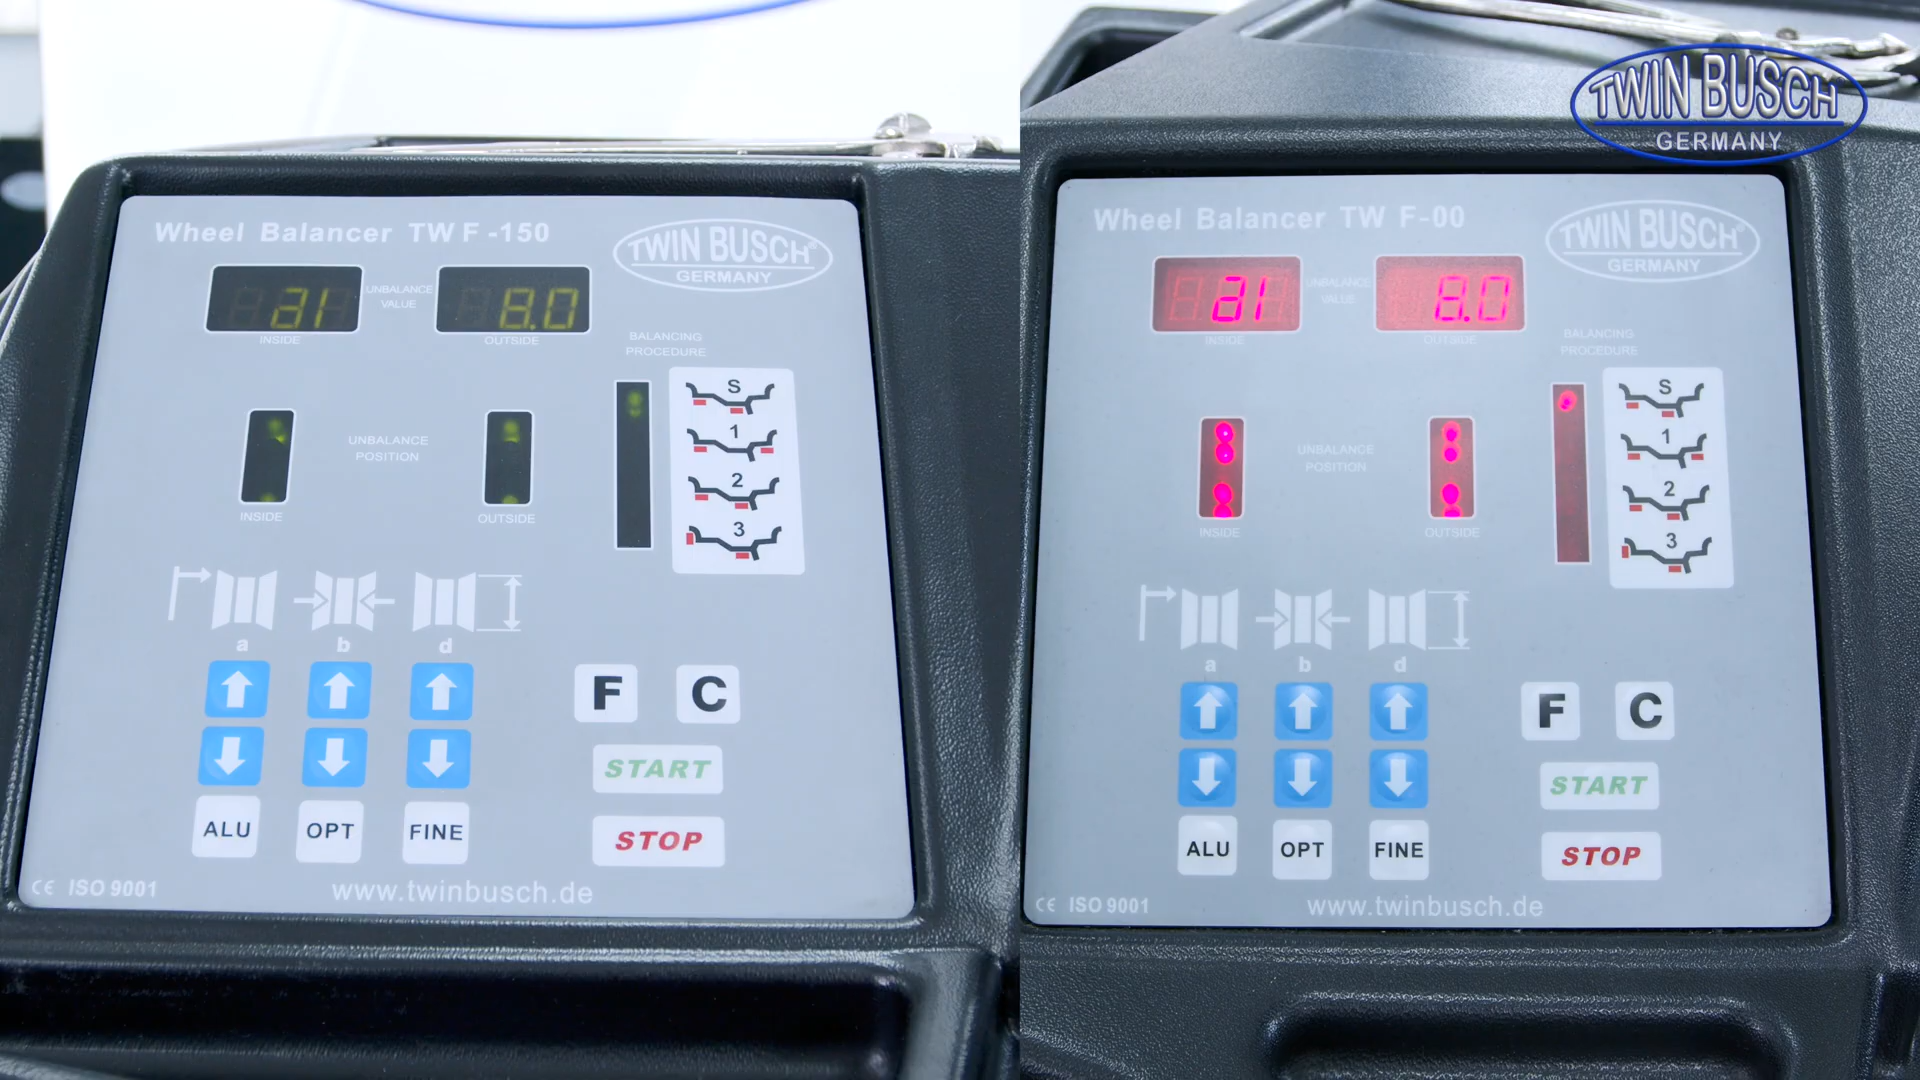 Wheel Balancer TW F -150
TWIN BUSCH®
GERMANY
a1
UNBALANCE
VALUE
8.0
INSIDE
OUTSIDE
BALANCING
PROCEDURE
S
1
2
3
UNBALANCE
POSITION
INSIDE
OUTSIDE
a
b
d
F
C
START
ALU
OPT
FINE
STOP
CE ISO 9001
www.twinbusch.de
TWIN BUSCH
GERMANY
Wheel Balancer TW F-00
TWIN BUSCH®
GERMANY
a1
UNBALANCE
VALUE
8.0
INSIDE
OUTSIDE
BALANCING
PROCEDURE
S
1
2
3
UNBALANCE
POSITION
INSIDE
OUTSIDE
a
b
d
F
C
START
ALU
OPT
FINE
STOP
CE ISO 9001
www.twinbusch.de